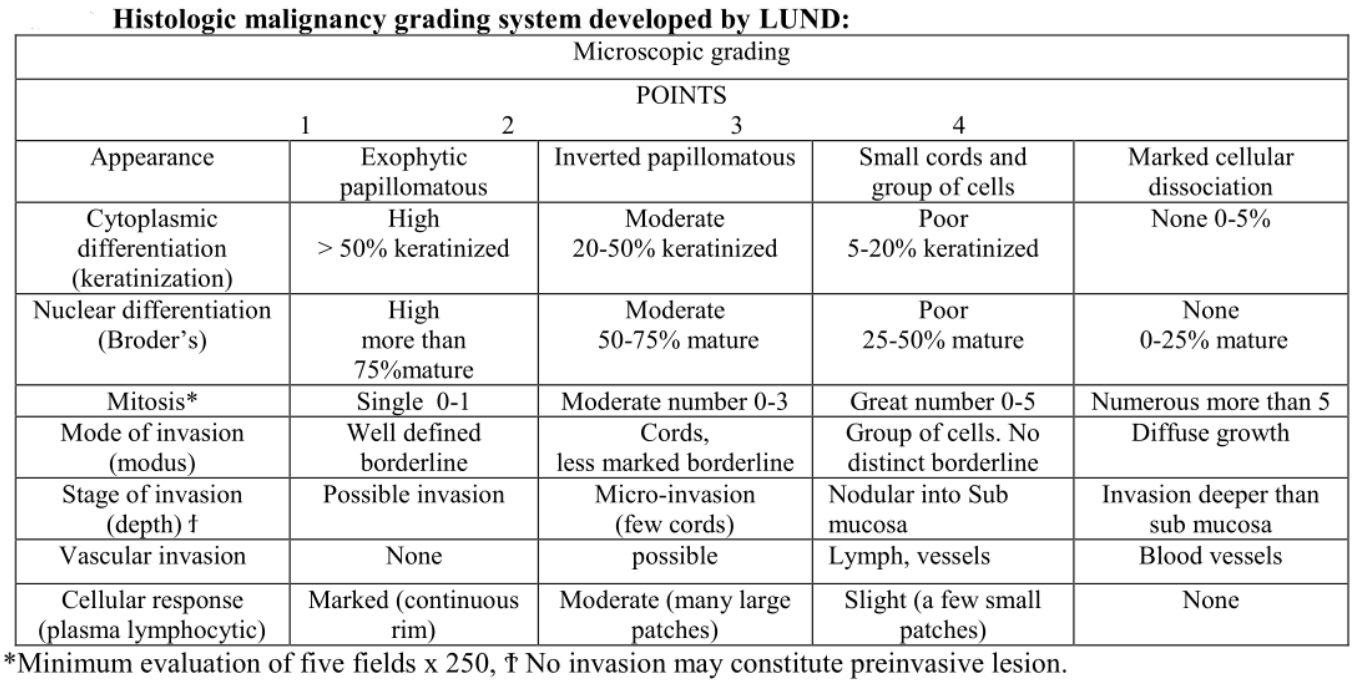 Histologic malignancy grading system developed by LUND:
Microscopic grading
POINTS
1 2 3 4
Appearance
Exophytic
papillomatous
Inverted papillomatous
Small cords and
group of cells
Marked cellular
dissociation
Cytoplasmic
differentiation
(keratinization)
High
> 50% keratinized
Moderate
20-50% keratinized
Poor
5-20% keratinized
None 0-5%
Nuclear differentiation
(Broder’s)
High
more than
75%mature
Moderate
50-75% mature
Poor
25-50% mature
None
0-25% mature
Mitosis*
Single 0-1
Moderate number 0-3
Great number 0-5
Numerous more than 5
Mode of invasion
(modus)
Well defined
borderline
Cords,
less marked borderline
Group of cells. No
distinct borderline
Diffuse growth
Stage of invasion
(depth) †
Possible invasion
Micro-invasion
(few cords)
Nodular into Sub
mucosa
Invasion deeper than
sub mucosa
Vascular invasion
None
possible
Lymph, vessels
Blood vessels
Cellular response
(plasma lymphocytic)
Marked (continuous
rim)
Moderate (many large
patches)
Slight (a few small
patches)
None
*Minimum evaluation of five fields x 250, † No invasion may constitute preinvasive lesion.